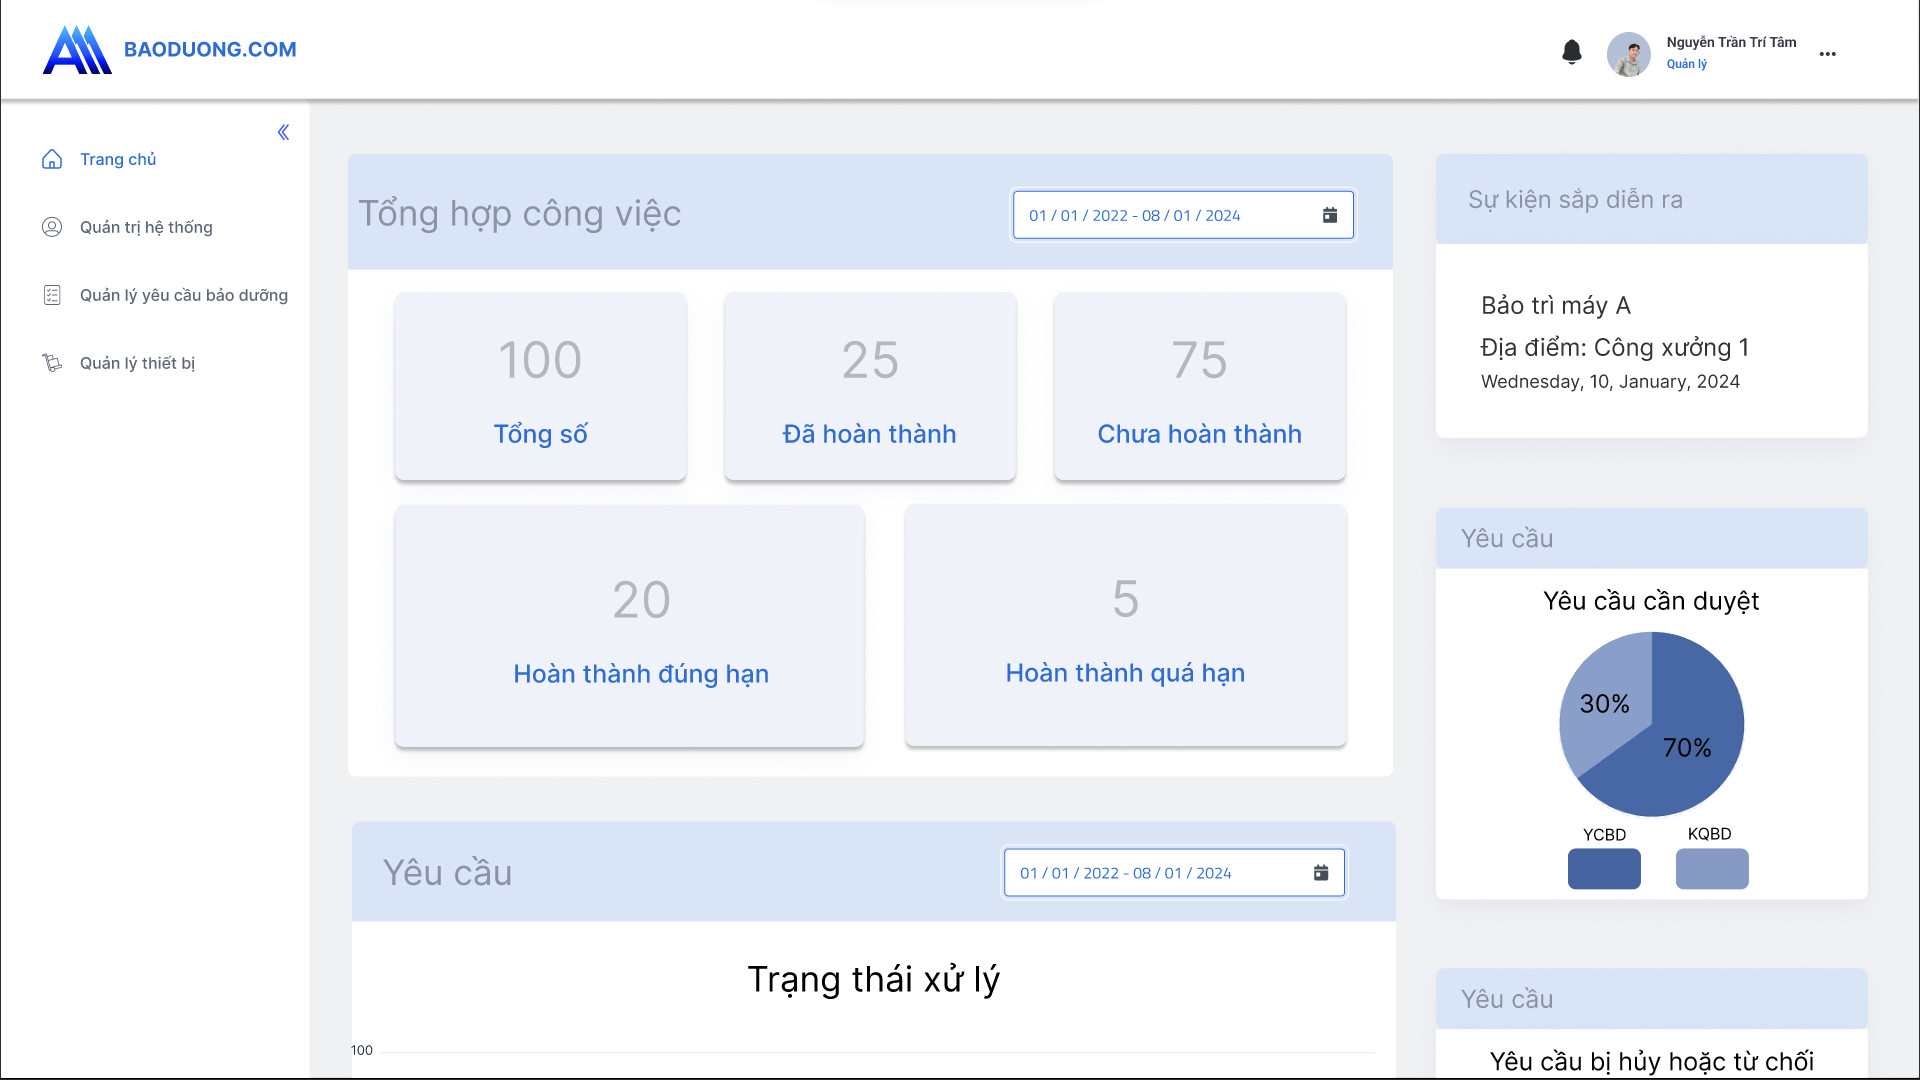 BAODUONG.COM
Nguyễn Trần Trí Tâm
Quản lý
Trang chủ
Quản trị hệ thống
Quản lý yêu cầu bảo dưỡng
Quản lý thiết bị
Tổng hợp công việc
01 / 01 / 2022 - 08 / 01 / 2024
100
Tổng số
25
Đã hoàn thành
75
Chưa hoàn thành
20
Hoàn thành đúng hạn
5
Hoàn thành quá hạn
Yêu cầu
01 / 01 / 2022 - 08 / 01 / 2024
Trạng thái xử lý
100
Sự kiện sắp diễn ra
Bảo trì máy A
Địa điểm: Công xưởng 1
Wednesday, 10, January, 2024
Yêu cầu
Yêu cầu cần duyệt
30%
70%
YCBD
KQBD
Yêu cầu
Yêu cầu bị hủy hoặc từ chối